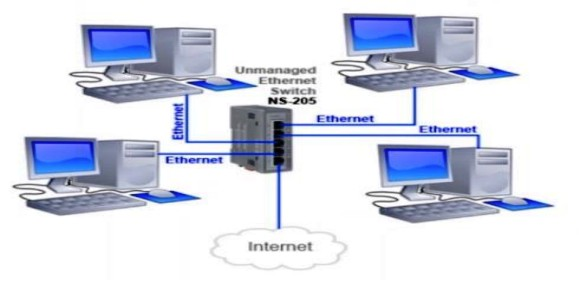 Unmanaged
Ethernet
Switch
NS-205
Ethernet
Ethernet
Ethernet
Ethernet
Internet